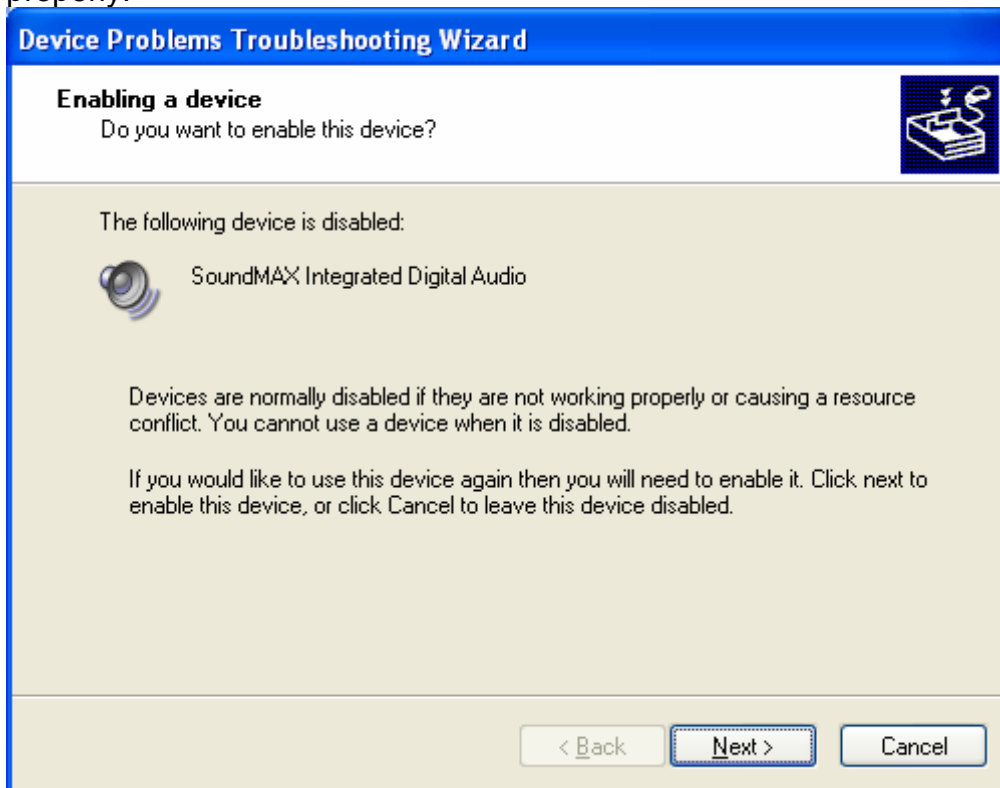 properly.
Device Problems Troubleshooting Wizard
Enabling a device
Do you want to enable this device?
The following device is disabled:
SoundMAX Integrated Digital Audio
Devices are normally disabled if they are not working properly or causing a resource
conflict. You cannot use a device when it is disabled.
If you would like to use this device again then you will need to enable it. Click next to
enable this device, or click Cancel to leave this device disabled.
< Back
Next >
Cancel